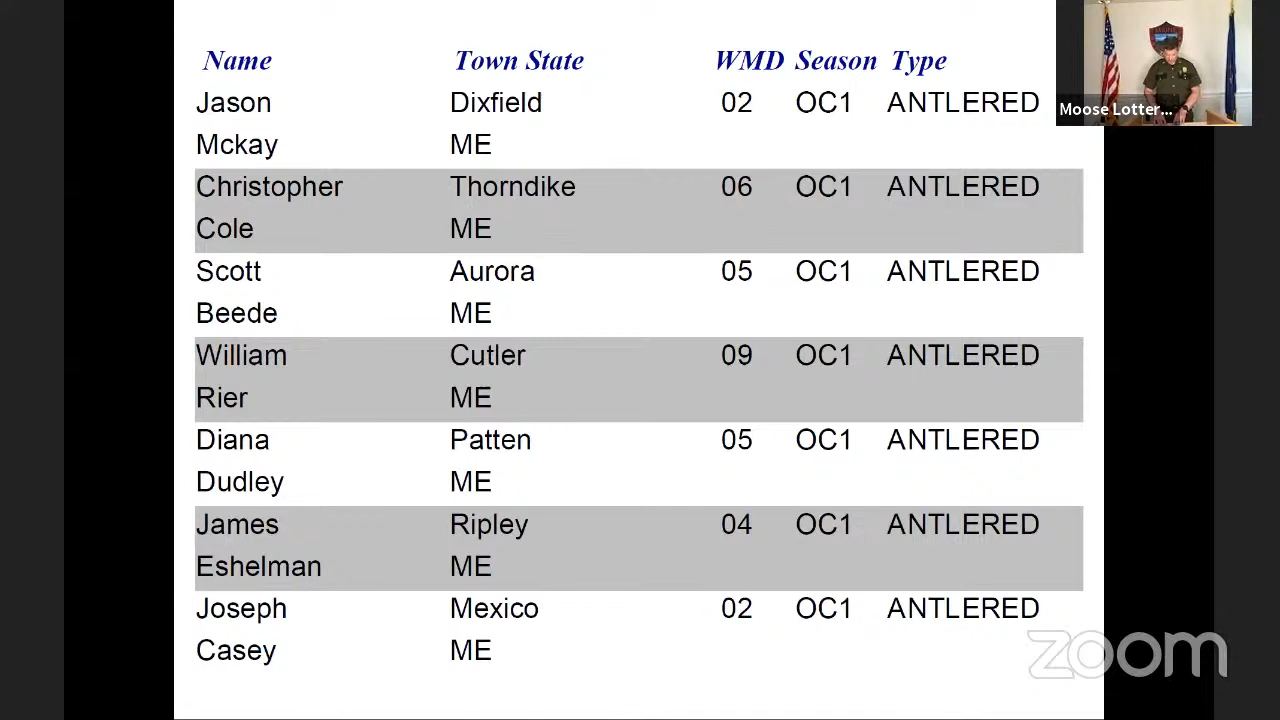 Name Town State WMD Season Type
Jason Dixfield 02 OC1 ANTLERED
Mckay ME
Christopher Thorndike 06 OC1 ANTLERED
Cole ME
Scott Aurora 05 OC1 ANTLERED
Beede ME
William Cutler 09 OC1 ANTLERED
Rier ME
Diana Patten 05 OC1 ANTLERED
Dudley ME
James Ripley 04 OC1 ANTLERED
Eshelman ME
Joseph Mexico 02 OC1 ANTLERED
Casey ME
MAINE
Moose Lotter...
zoom